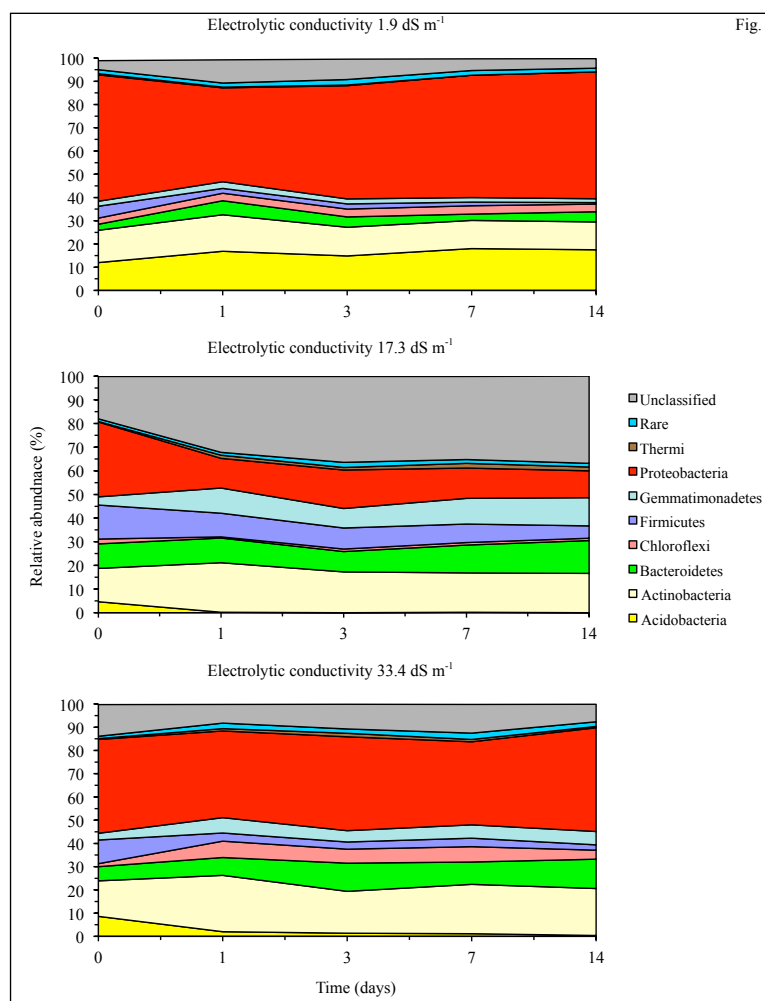 Electrolytic conductivity 1.9 dS m⁻¹
Fig.
100
90
80
70
60
50
40
30
20
10
0
0 1 3 7 14
Electrolytic conductivity 17.3 dS m⁻¹
Relative abundnace (%)
100
90
80
70
60
50
40
30
20
10
0
0 1 3 7 14
Unclassified
Rare
Thermi
Proteobacteria
Gemmatimonadetes
Firmicutes
Chloroflexi
Bacteroidetes
Actinobacteria
Acidobacteria
Electrolytic conductivity 33.4 dS m⁻¹
100
90
80
70
60
50
40
30
20
10
0
0 1 3 7 14
Time (days)